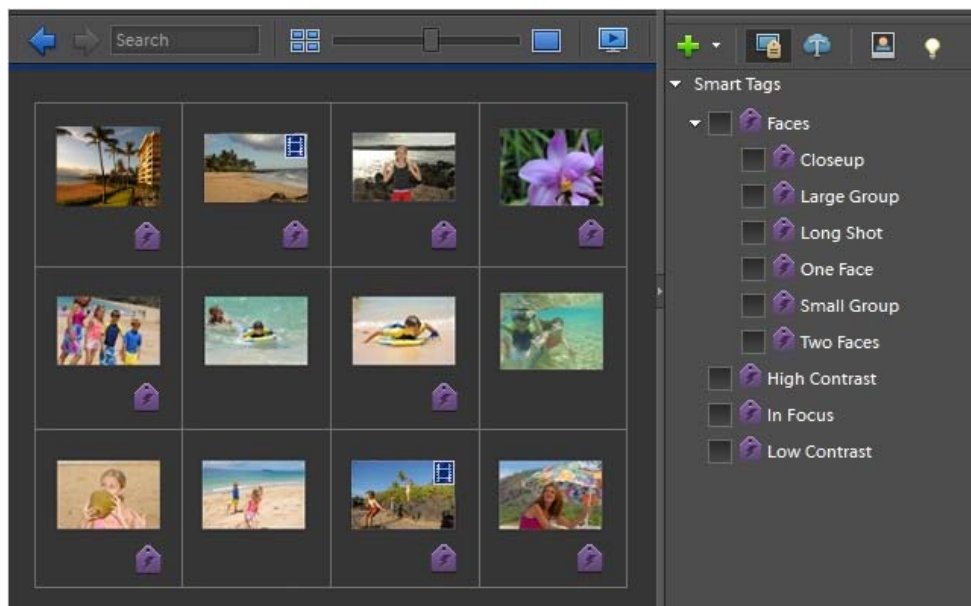 Search
Smart Tags
Faces
Closeup
Large Group
Long Shot
One Face
Small Group
Two Faces
High Contrast
In Focus
Low Contrast